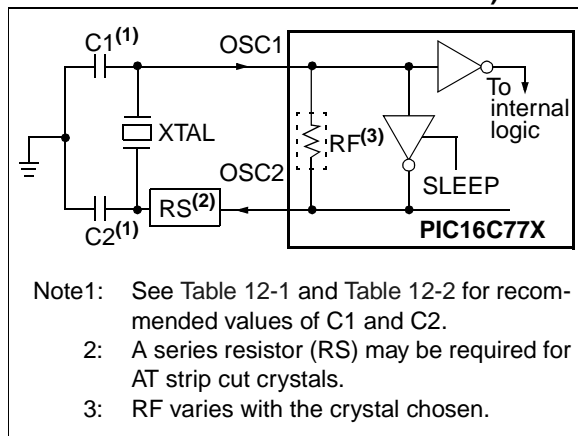 C1(1)
OSC1
To
internal
logic
XTAL
RF(3)
OSC2
SLEEP
RS(2)
C2(1)
PIC16C77X
Note1: See Table 12-1 and Table 12-2 for recom-
mended values of C1 and C2.
2: A series resistor (RS) may be required for
AT strip cut crystals.
3: RF varies with the crystal chosen.